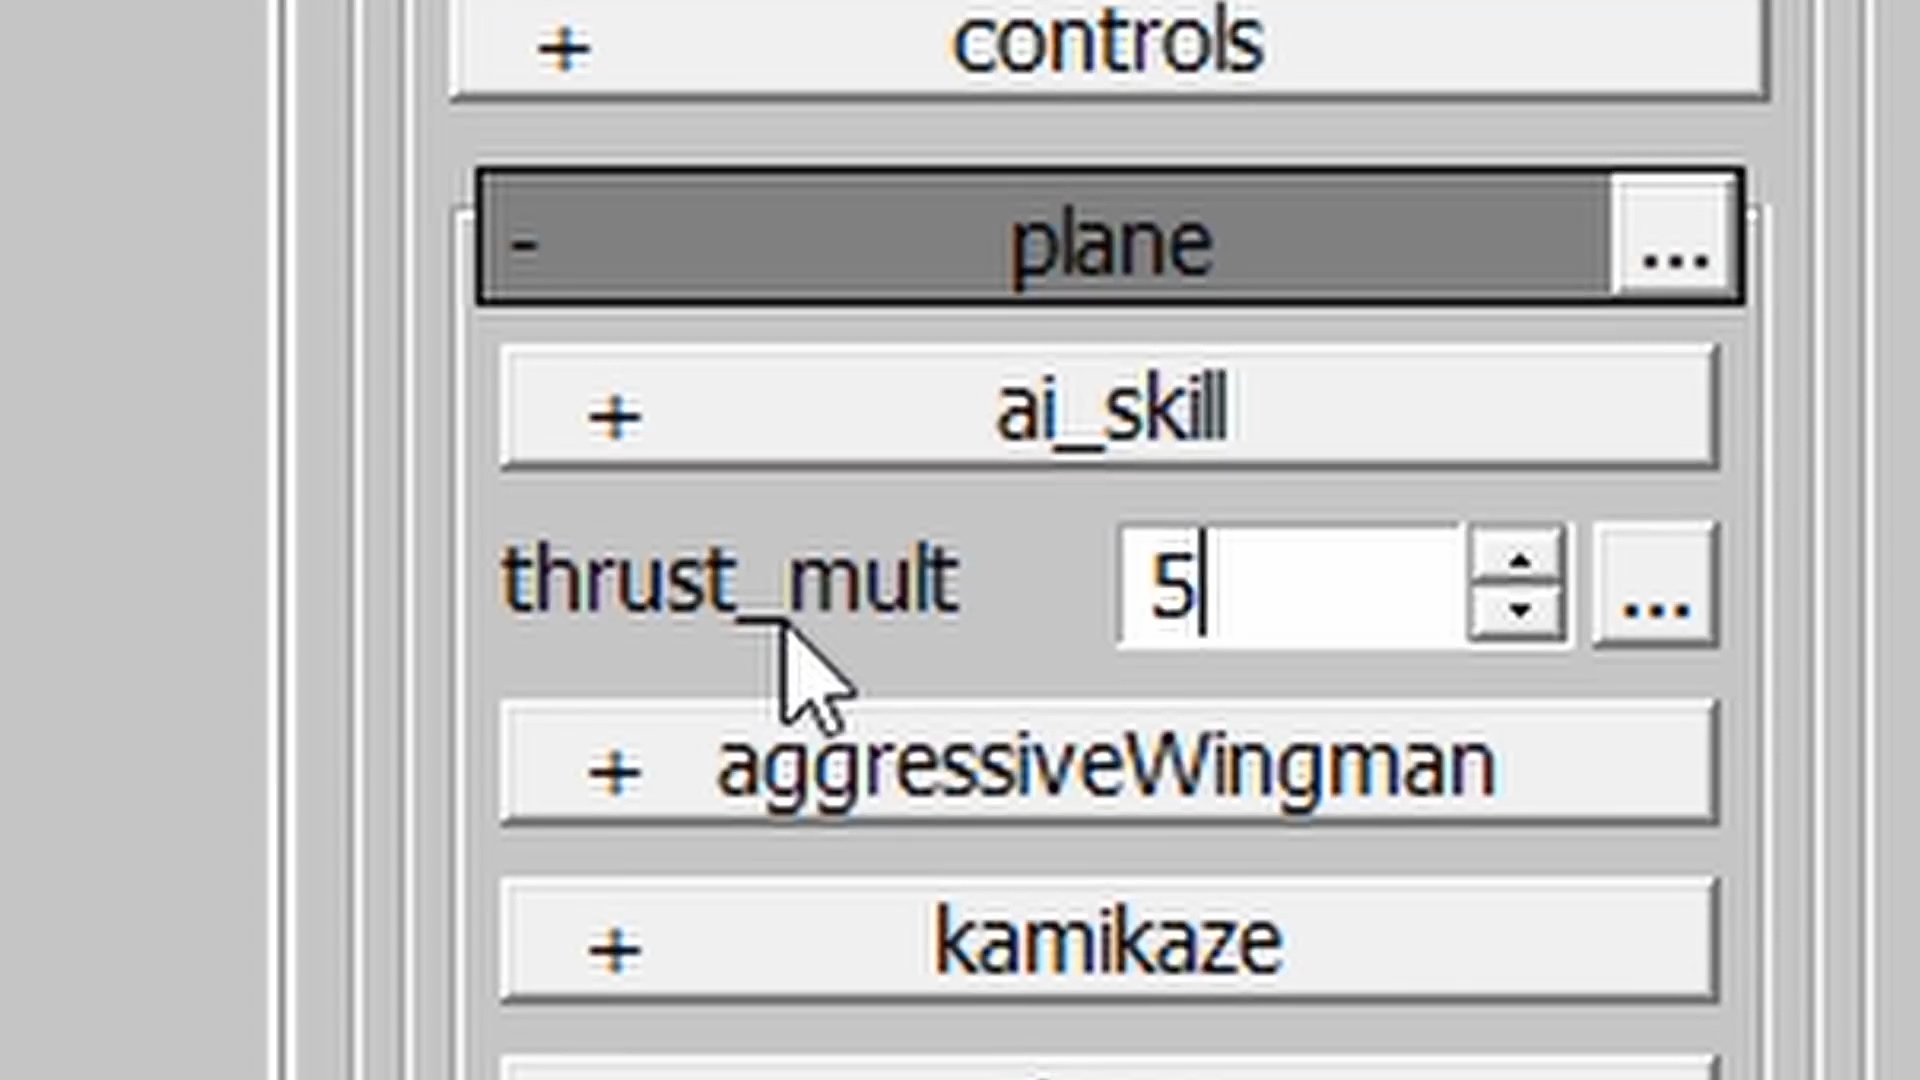 + controls
- plane ...
+ ai_skill
thrust_mult 5 ...
+ aggressiveWingman
+ kamikaze